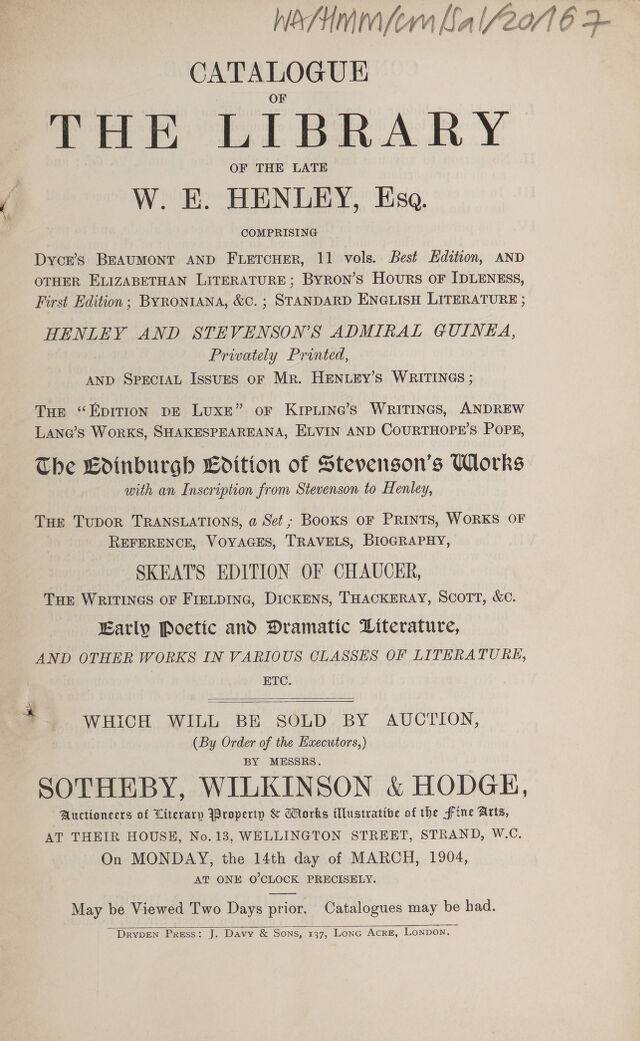 WA/HMM/cm/Sal/20/167
CATALOGUE
OF
THE LIBRARY
OF THE LATE
W. E. HENLEY, Esq.
COMPRISING
Dyce's Beaumont and Fletcher, 11 vols. Best Edition, and
other Elizabethan Literature; Byron's Hours of Idleness,
First Edition; Byroniana, &c.; Standard English Literature;
HENLEY AND STEVENSON'S ADMIRAL GUINEA,
Privately Printed,
and Special Issues of Mr. Henley's Writings;
The "Édition de Luxe" of Kipling's Writings, Andrew
Lang's Works, Shakespeareana, Elvin and Courthope's Pope,
The Edinburgh Edition of Stevenson's Works
with an Inscription from Stevenson to Henley,
The Tudor Translations, a Set; Books of Prints, Works of
Reference, Voyages, Travels, Biography,
SKEAT'S EDITION OF CHAUCER,
The Writings of Fielding, Dickens, Thackeray, Scott, &c.
Early Poetic and Dramatic Literature,
AND OTHER WORKS IN VARIOUS CLASSES OF LITERATURE,
ETC.
WHICH WILL BE SOLD BY AUCTION,
(By Order of the Executors,)
BY MESSRS.
SOTHEBY, WILKINSON & HODGE,
Auctioneers of Literary Property & Works illustrative of the Fine Arts,
AT THEIR HOUSE, No. 13, WELLINGTON STREET, STRAND, W.C.
On MONDAY, the 14th day of MARCH, 1904,
AT ONE O'CLOCK PRECISELY.
May be Viewed Two Days prior. Catalogues may be had.
Dryden Press: J. Davy & Sons, 137, Long Acre, London.